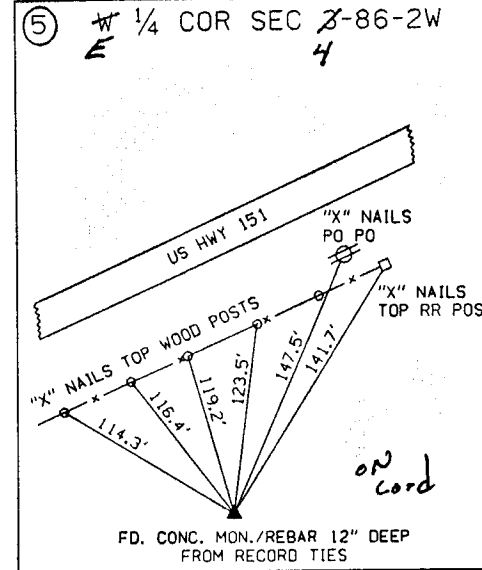 5 W 1/4 COR SEC 3-86-2W
E 4
US HWY 151
"X" NAILS
PO PO
"X" NAILS
TOP RR POS
"X" NAILS TOP WOOD POSTS
114.3'
116.4'
119.2'
123.5'
147.5'
141.7'
ON
Card
FD. CONC. MON./REBAR 12" DEEP
FROM RECORD TIES